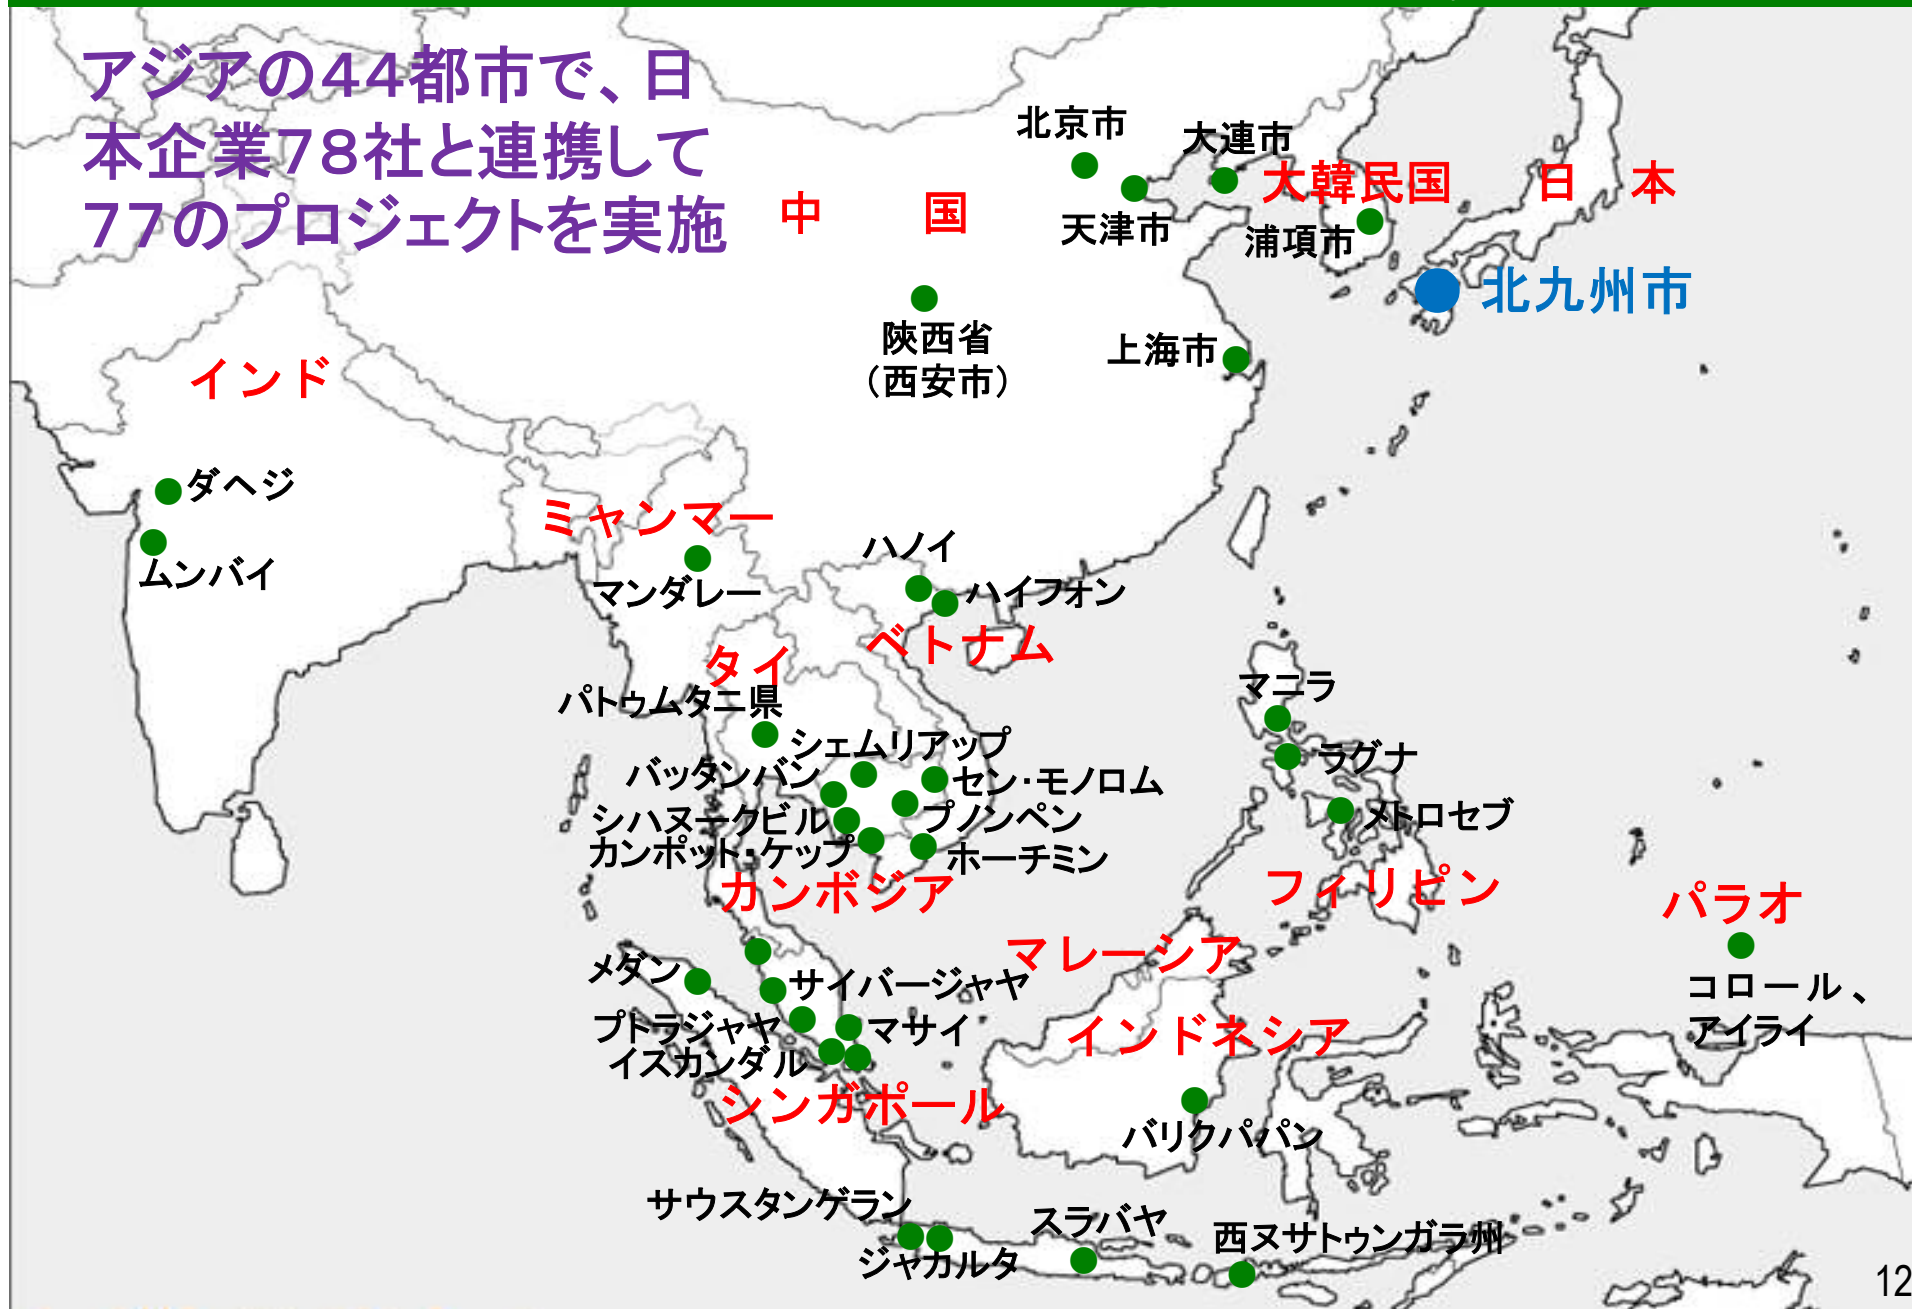 アジアの44都市で、日
本企業78社と連携して
77のプロジェクトを実施
北京市
大連市
大韓民国
日本
中国
天津市
浦項市
北九州市
陝西省
（西安市）
上海市
インド
ダヘジ
ムンバイ
ミャンマー
マンダレー
ハノイ
ハイフォン
ベトナム
タイ
パトゥムタニ県
シェムリアップ
バッタンバン
セン・モノロム
シハヌークビル
プノンペン
カンポット・ケップ
ホーチミン
カンボジア
マニラ
ラグナ
メトロセブ
フィリピン
パラオ
コロール、
アイライ
マレーシア
メダン
サイバージャヤ
プトラジャヤ
マサイ
イスカンダル
インドネシア
シンガポール
バリクパパン
サウスタンゲラン
ジャカルタ
スラバヤ
西ヌサトゥンガラ州
12